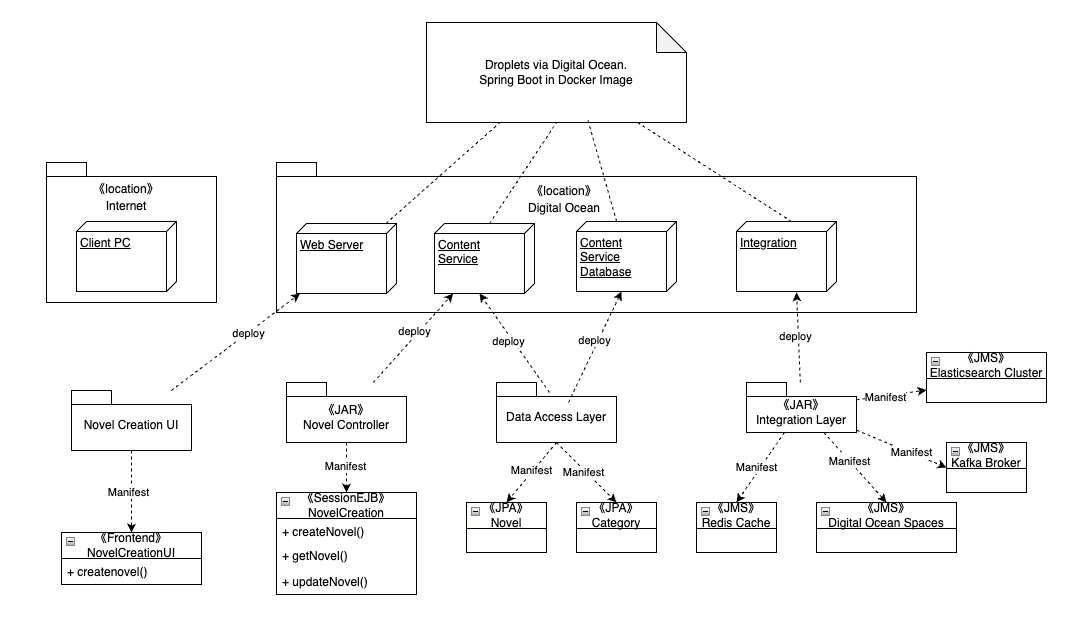 Droplets via Digital Ocean.
Spring Boot in Docker Image
《location》
Internet
Client PC
《location》
Digital Ocean
Web Server
Content
Service
Content
Service
Database
Integration
deploy
deploy
deploy
deploy
deploy
Novel Creation UI
《JAR》
Novel Controller
Data Access Layer
《JAR》
Integration Layer
Manifest
《JMS》
Elasticsearch Cluster
Manifest
《JMS》
Kafka Broker
Manifest
Manifest
Manifest
Manifest
Manifest
Manifest
《Frontend》
NovelCreationUI
+ createnovel()
《SessionEJB》
NovelCreation
+ createNovel()
+ getNovel()
+ updateNovel()
《JPA》
Novel
《JPA》
Category
《JMS》
Redis Cache
《JMS》
Digital Ocean Spaces